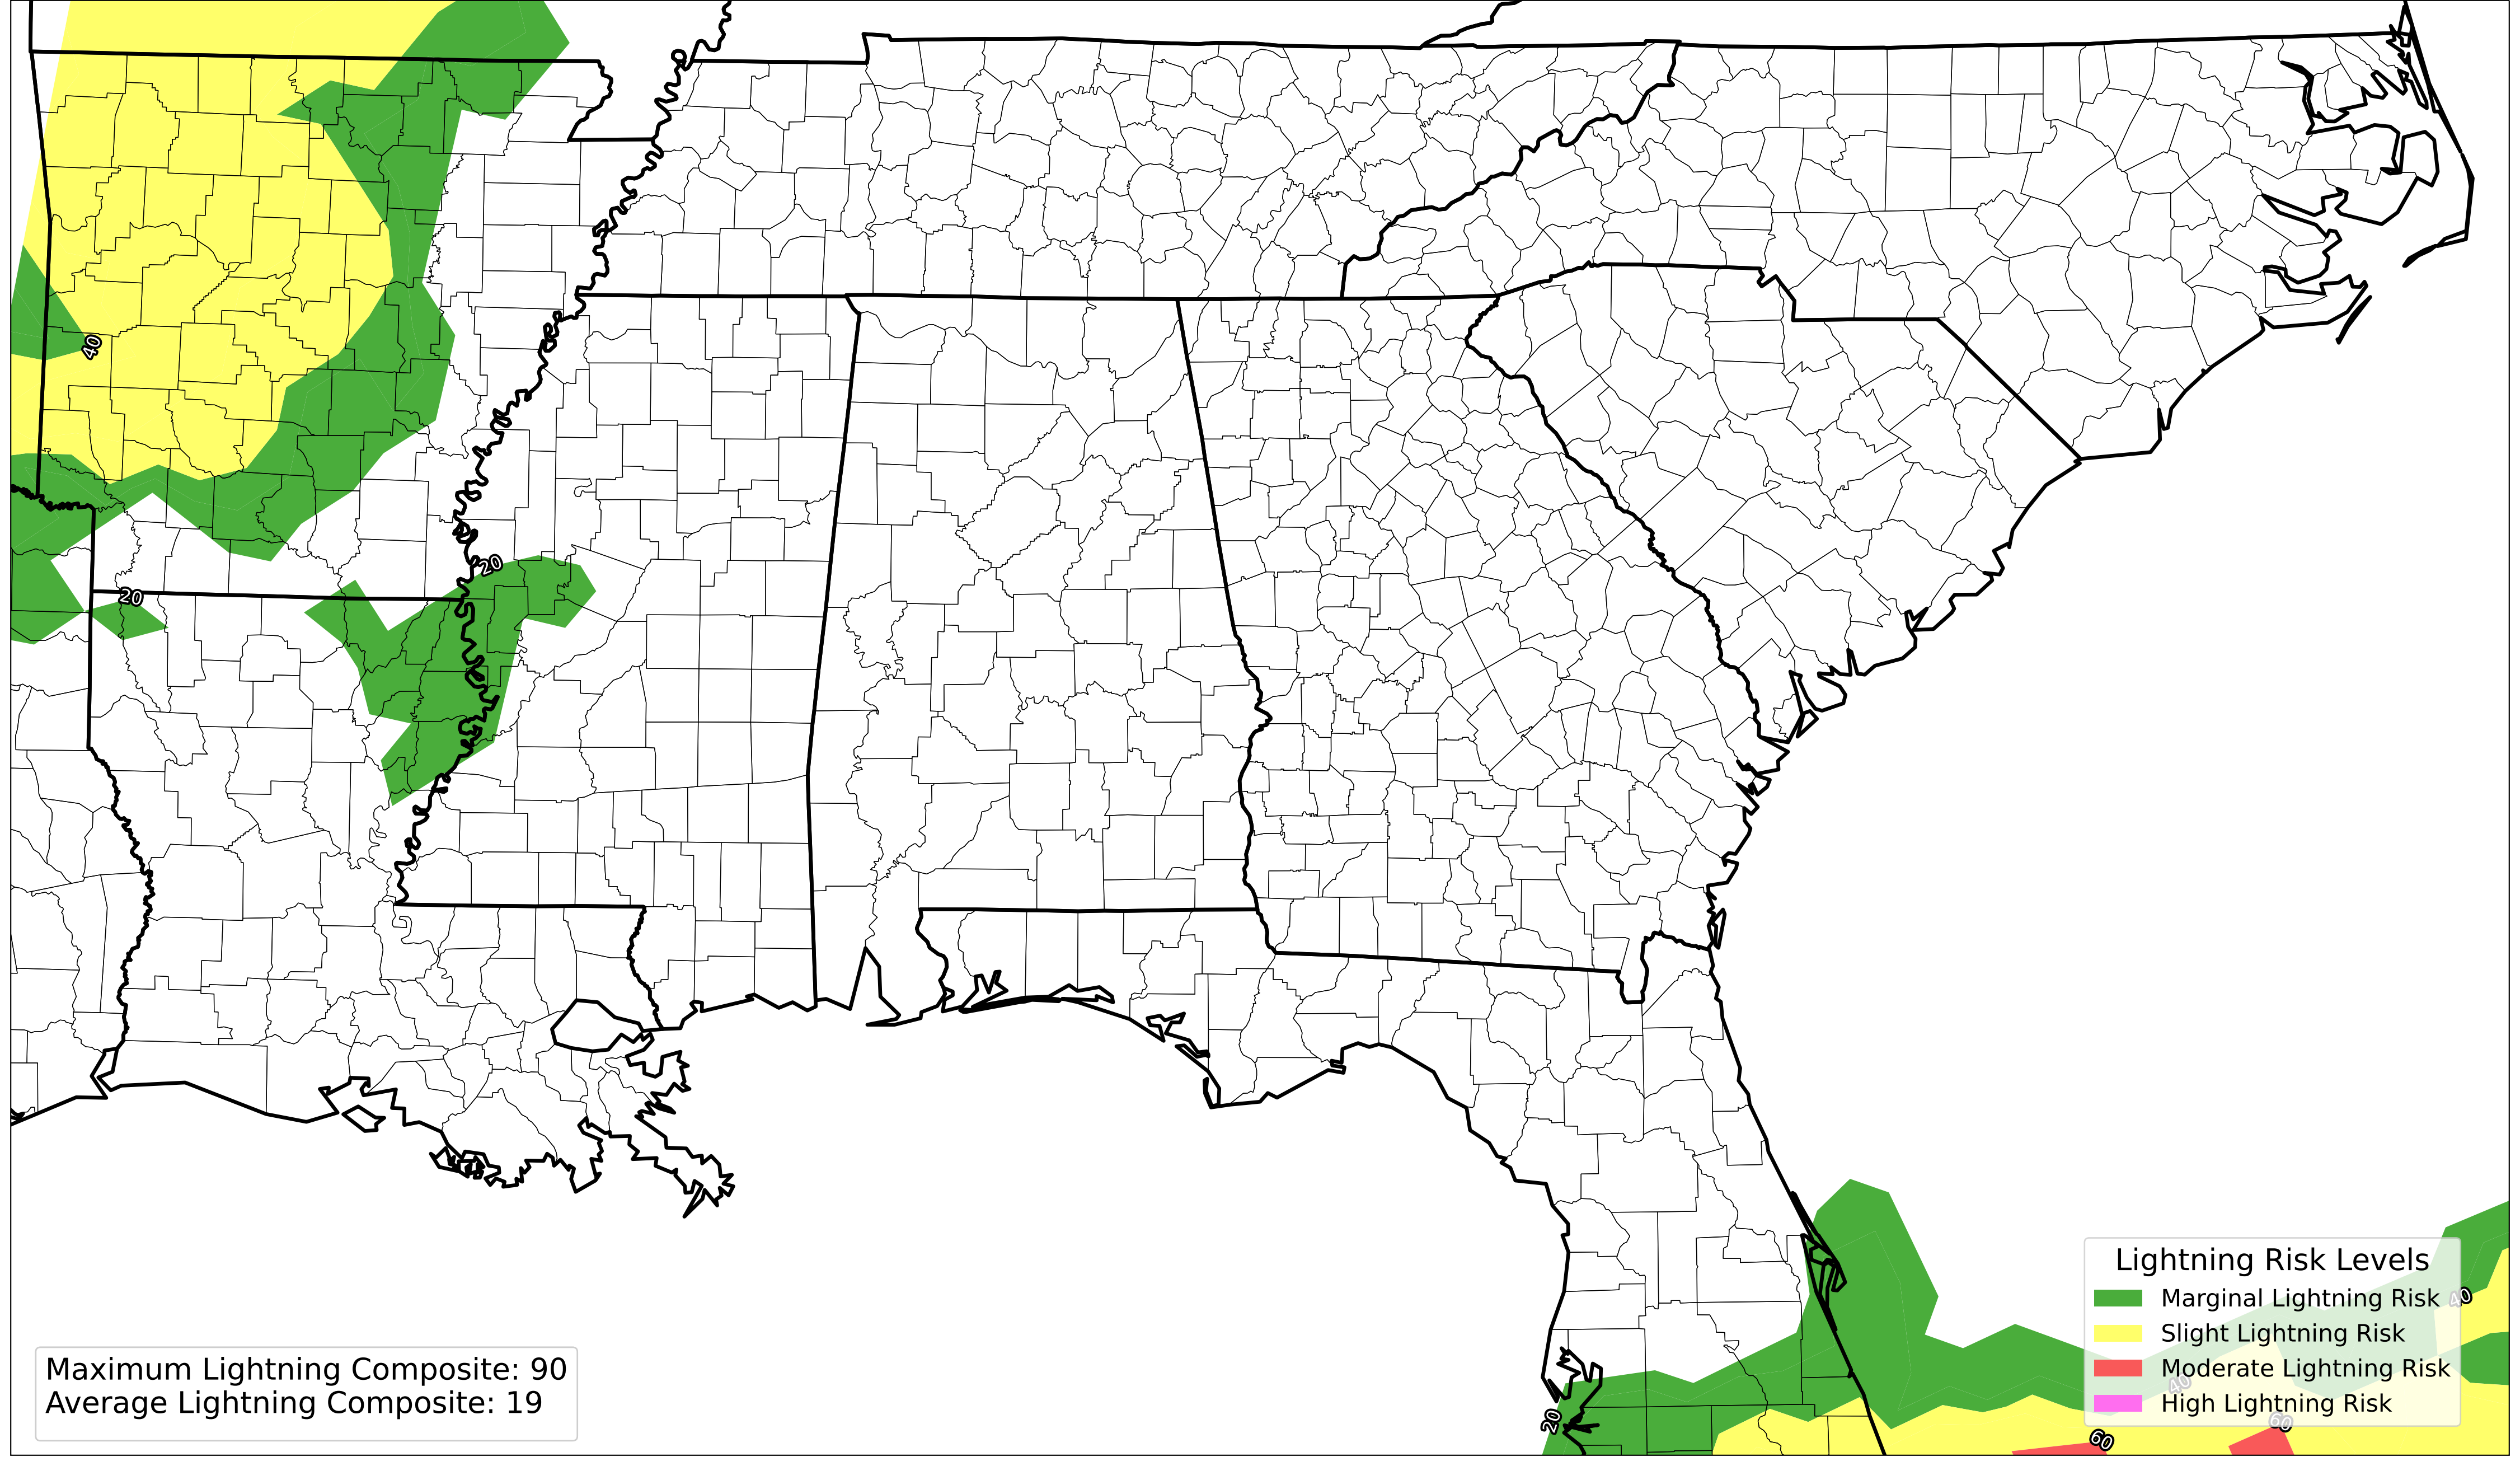 40
20
20
20
40
40
60
60
Lightning Risk Levels
Marginal Lightning Risk
Slight Lightning Risk
Moderate Lightning Risk
High Lightning Risk
Maximum Lightning Composite: 90
Average Lightning Composite: 19